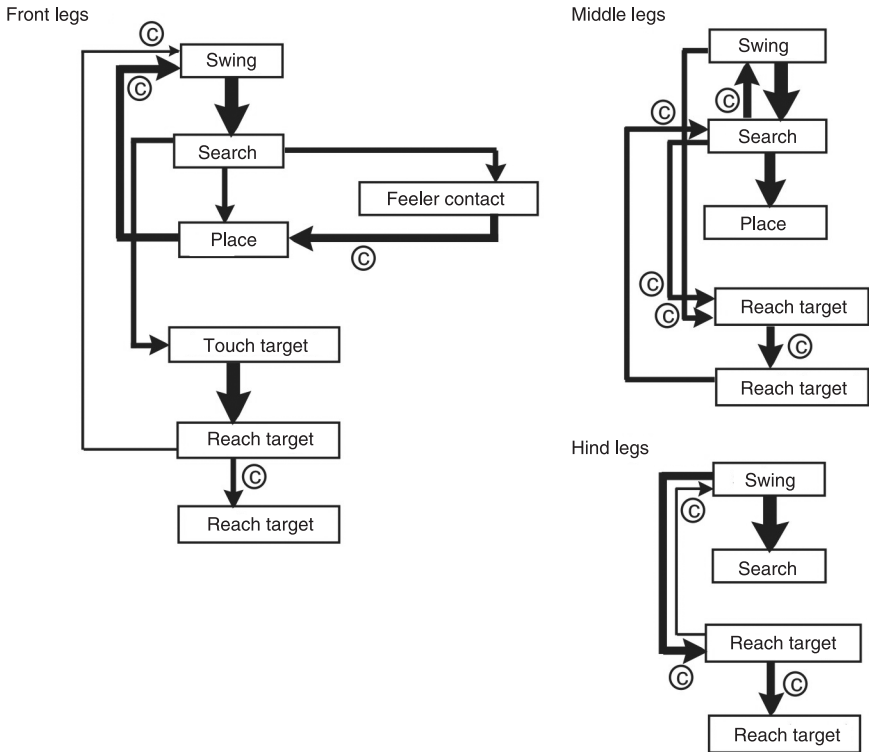 Front legs
C
Swing
C
Search
Feeler contact
Place
C
Touch target
Reach target
C
Reach target
Middle legs
Swing
C
C
Search
Place
C
Reach target
C
C
Reach target
Hind legs
Swing
C
Search
Reach target
C
C
Reach target